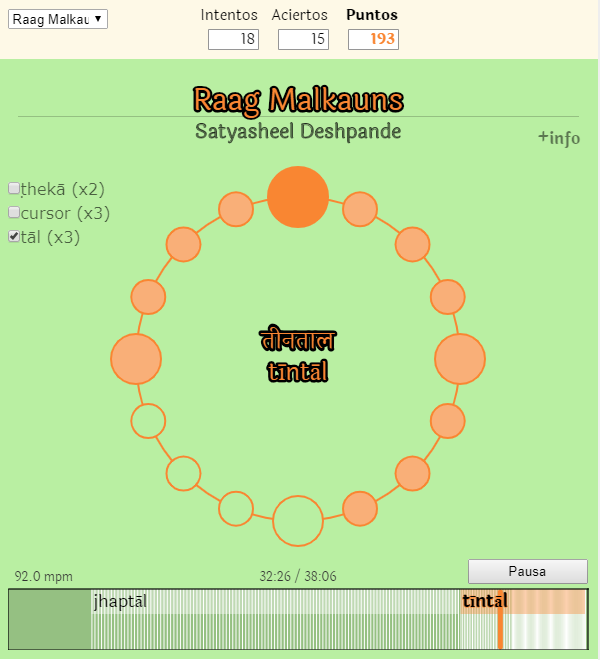 Raag Malkau
Intentos Aciertos Puntos
18 15 193
Raag Malkauns
Satyasheel Deshpande
+info
ṭhekā (x2)
cursor (x3)
tāl (x3)
तीनताल
tīntāl
92.0 mpm 32:26 / 38:06 Pausa
jhaptāl tīntāl